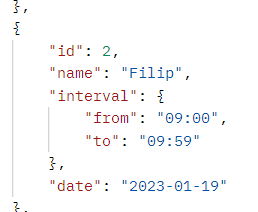 },
{
    "id": 2,
    "name": "Filip",
    "interval": {
        "from": "09:00",
        "to": "09:59"
    },
    "date": "2023-01-19"
},